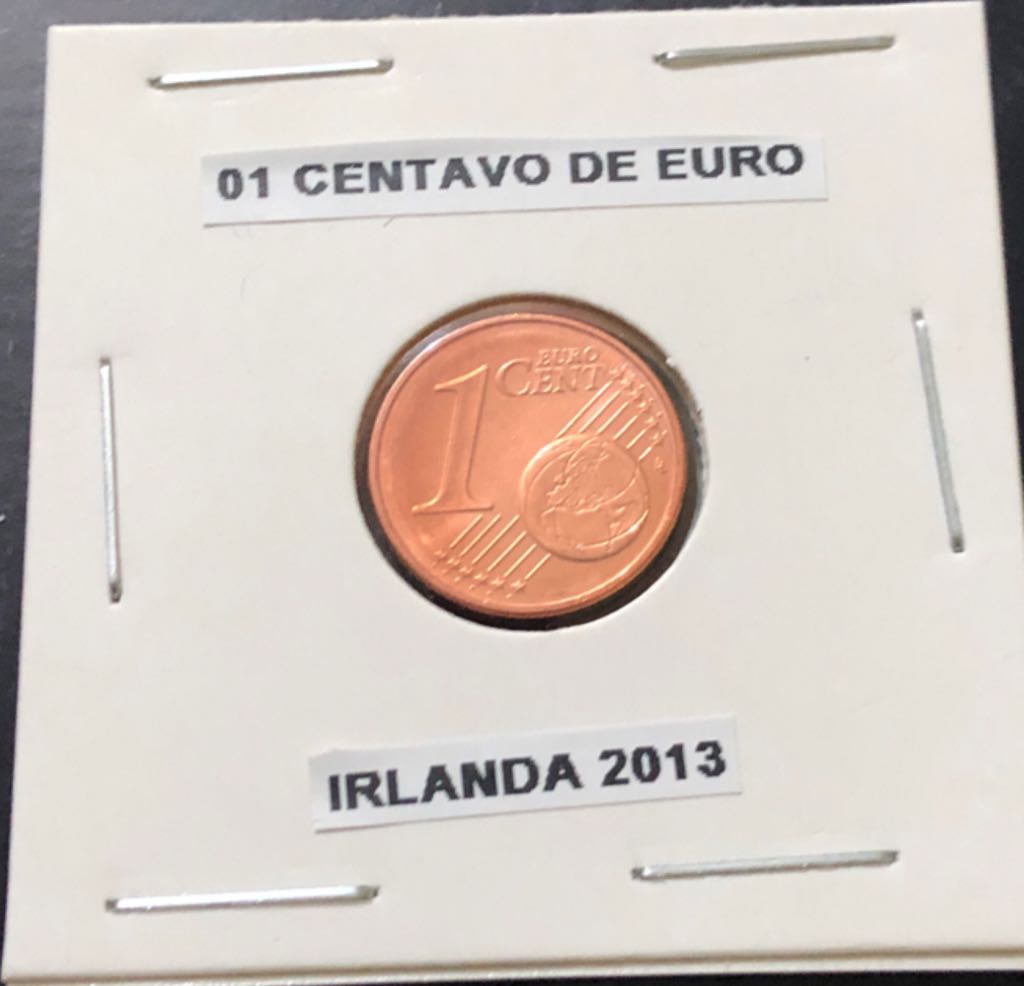 01 CENTAVO DE EURO
1 EURO
CENT
IRLANDA 2013